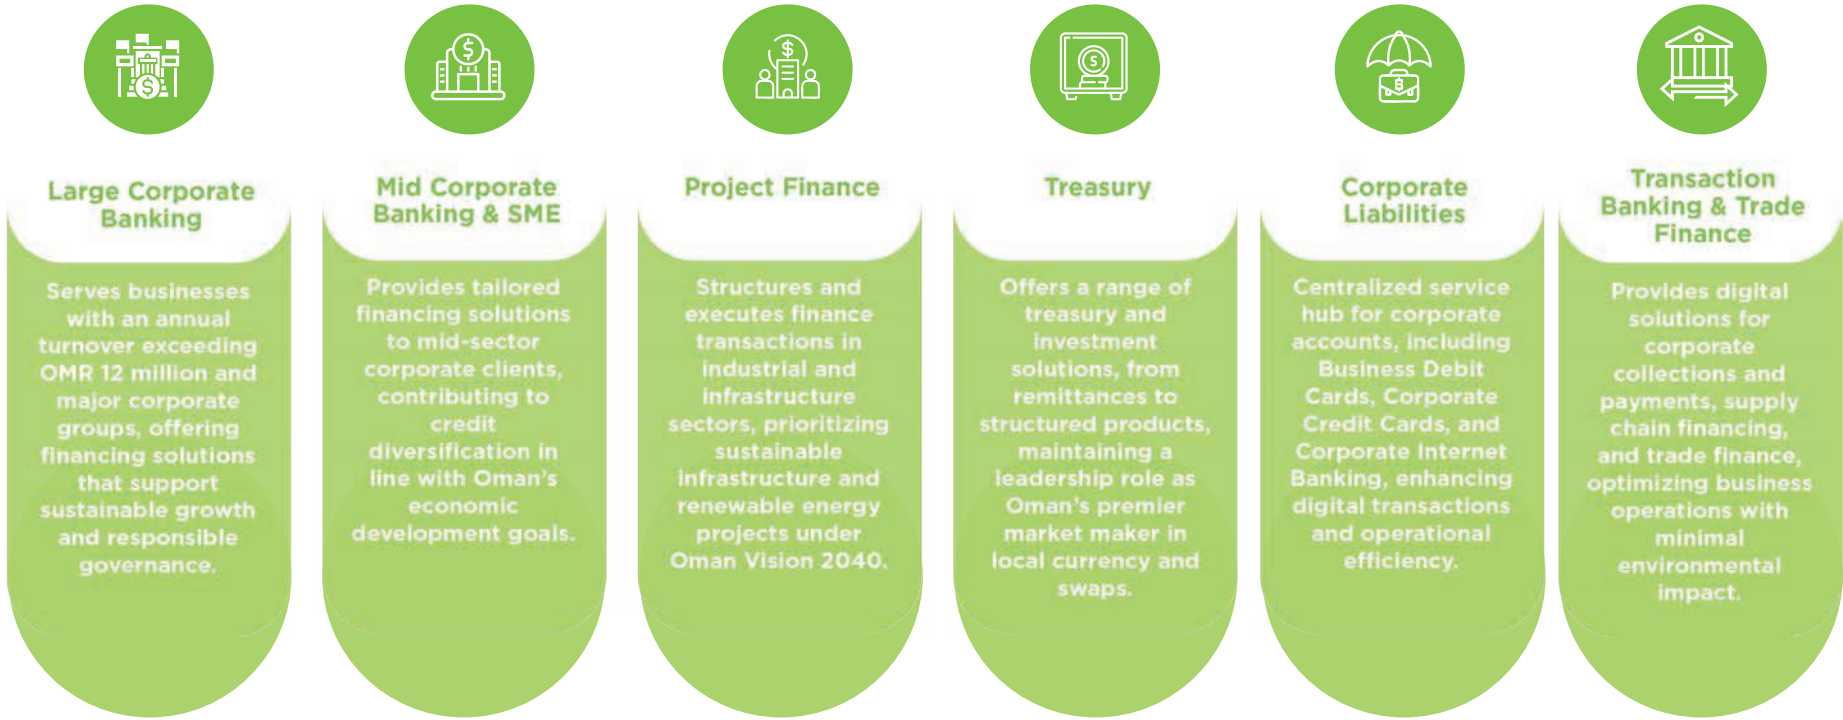 Large Corporate
Banking
Serves businesses
with an annual
turnover exceeding
OMR 12 million and
major corporate
groups, offering
financing solutions
that support
sustainable growth
and responsible
governance.
Mid Corporate
Banking & SME
Provides tailored
financing solutions
to mid-sector
corporate clients,
contributing to
credit
diversification in
line with Oman's
economic
development goals.
Project Finance
Structures and
executes finance
transactions in
industrial and
infrastructure
sectors, prioritizing
sustainable
infrastructure and
renewable energy
projects under
Oman Vision 2040.
Treasury
Offers a range of
treasury and
investment
solutions, from
remittances to
structured products,
maintaining a
leadership role as
Oman's premier
market maker in
local currency and
swaps.
Corporate
Liabilities
Centralized service
hub for corporate
accounts, including
Business Debit
Cards, Corporate
Credit Cards, and
Corporate Internet
Banking, enhancing
digital transactions
and operational
efficiency.
Transaction
Banking & Trade
Finance
Provides digital
solutions for
corporate
collections and
payments, supply
chain financing,
and trade finance,
optimizing business
operations with
minimal
environmental
impact.